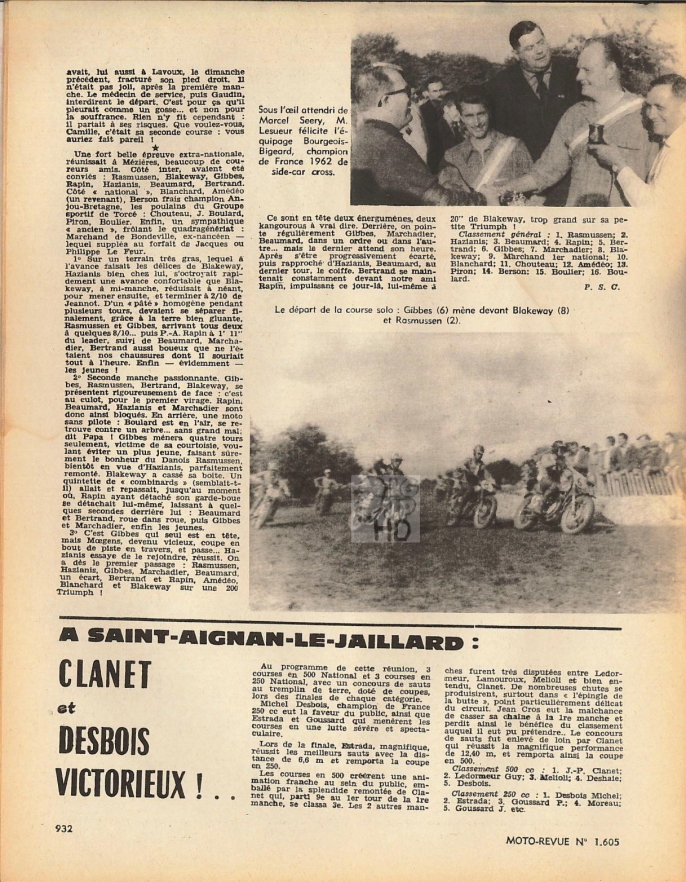 avait, lui aussi à Lavoux, le dimanche
précédent, fracturé son pied droit. Il
n'était pas joli, après la première man-
che. Le médecin de service, puis Gaudin,
interdirent le départ. C'est pour ça qu'il
pleurait comme un gosse... et non pour
la souffrance. Rien n'y fit cependant :
il partait à ses risques. Que voulez-vous,
Camille, c'était sa seconde course : vous
auriez fait pareil !
★
Une fort belle épreuve extra-nationale,
réunissait à Mézières, beaucoup de cou-
reurs amis. Côté inter, avaient été
conviés : Rasmussen, Blakeway, Gibbes,
Rapin, Hazianis, Beaumard, Bertrand.
Côté « national », Blanchard, Amédéo
(un revenant), Berson frais champion An-
jou-Bretagne, les poulains du Groupe
sportif de Torcé : Chouteau, J. Boulard,
Piron, Boulier. Enfin, un sympathique
« ancien », frôlant le quadragénériat :
Marchand de Bondeville, ex-nancéen —
lequel suppléa au forfait de Jacques ou
Philippe Le Feur.
1° Sur un terrain très gras, lequel à
l'avance faisait les délices de Blakeway,
Hazianis bien chez lui, s'octroyait rapi-
dement une avance confortable que Bla-
keway, à mi-manche, réduisait à néant,
pour mener ensuite, et terminer à 2/10 de
Jeannot. D'un « pâté » homogène pendant
plusieurs tours, devaient se séparer fi-
nalement, grâce à la terre bien gluante,
Rasmussen et Gibbes, arrivant tous deux
à quelques 8/10... puis P.-A. Rapin à 1' 11"
du leader, suivi de Beaumard, Marcha-
dier, Bertrand aussi boueux que ne l'é-
taient nos chaussures dont il souriait
tout à l'heure. Enfin — évidemment —
les jeunes !
2° Seconde manche passionnante. Gib-
bes, Rasmussen, Bertrand, Blakeway, se
présentent rigoureusement de face : c'est
au culot, pour le premier virage. Rapin,
Beaumard, Hazianis et Marchadier sont
donc ainsi bloqués. En arrière, une moto
sans pilote : Boulard est en l'air, se re-
trouve contre un arbre... sans grand mal;
dit Papa ! Gibbes mènera quatre tours
seulement, victime de sa courtoisie, vou-
lant éviter un plus jeune, faisant sûre-
ment le bonheur du Danois Rasmussen,
bientôt en vue d'Hazianis, parfaitement
remonté. Blakeway a cassé sa boîte. Un
quintette de « combinards » (semblait-t-
il) allait et repassait, jusqu'au moment
où, Rapin ayant détaché son garde-boue
se détachait lui-même, laissant à quel-
ques secondes derrière lui : Beaumard
et Bertrand, roue dans roue, puis Gibbes
et Marchadier, enfin les jeunes.
3° C'est Gibbes qui seul est en tête,
mais Mœgens, devenu vicieux, coupe en
bout de piste en travers, et passe... Ha-
zianis essaye de le rejoindre, réussit. On
a dès le premier passage : Rasmussen,
Hazianis, Gibbes, Marchadier, Beaumard,
un écart, Bertrand et Rapin, Amédéo,
Blanchard et Blakeway sur une 200
Triumph !
Sous l'œil attendri de
Marcel Seery, M.
Lesueur félicite l'é-
quipage Bourgeois-
Bigeard, champion
de France 1962 de
side-car cross.
Ce sont en tête deux énergumènes, deux
kangourous à vrai dire. Derrière, on poin-
te régulièrement Gibbes, Marchadier,
Beaumard, dans un ordre ou dans l'au-
tre... mais le dernier attend son heure.
Après s'être progressivement écarté,
puis rapproché d'Hazianis, Beaumard, au
dernier tour, le coiffe. Bertrand se main-
tenait constamment devant notre ami
Rapin, impuissant ce jour-là, lui-même à
20" de Blakeway, trop grand sur sa pe-
tite Triumph !
Classement général : 1, Rasmussen; 2.
Hazianis; 3. Beaumard; 4. Rapin; 5. Ber-
trand; 6. Gibbes; 7. Marchadier; 8. Bla-
keway; 9. Marchand 1er national; 10.
Blanchard; 11. Chouteau; 12. Amédéo; 13.
Piron; 14. Berson; 15. Boulier; 16. Bou-
lard.
P. S. C.
Le départ de la course solo : Gibbes (6) mène devant Blakeway (8)
et Rasmussen (2).
HD
A SAINT-AIGNAN-LE-JAILLARD :
CLANET
et
DESBOIS
VICTORIEUX ! . .
Au programme de cette réunion, 3
courses en 500 National et 3 courses en
250 National, avec un concours de sauts
au tremplin de terre, doté de coupes,
lors des finales de chaque catégorie.
Michel Desbois, champion de France
250 cc eut la faveur du public, ainsi que
Estrada et Goussard qui menèrent les
courses en une lutte sévère et specta-
culaire.
Lors de la finale, Estrada, magnifique,
réussit les meilleurs sauts avec la dis-
tance de 6,6 m et remporta la coupe
en 250.
Les courses en 500 créèrent une ani-
mation franche au sein du public, em-
ballé par la splendide remontée de Cla-
net qui, parti 9e au 1er tour de la 1re
manche, se classa 3e. Les 2 autres man-
ches furent très disputées entre Ledor-
meur, Lamouroux, Melioli et bien en-
tendu, Clanet. De nombreuses chutes se
produisirent, surtout dans « l'épingle de
la butte », point particulièrement délicat
du circuit. Jean Cros eut la malchance
de casser sa chaîne à la 1re manche et
perdit ainsi le bénéfice du classement
auquel il eut pu prétendre.. Le concours
de sauts fut enlevé de loin par Clanet
qui réussit la magnifique performance
de 12,40 m, et remporta ainsi la coupe
en 500.
Classement 500 cc : 1. J.-P. Clanet;
2. Ledormeur Guy; 3. Melioli; 4. Deshaie;
5. Desbois.
Classement 250 cc : 1. Desbois Michel;
2. Estrada; 3, Goussard P.; 4. Moreau;
5. Goussard J. etc.
932
MOTO-REVUE N° 1.605